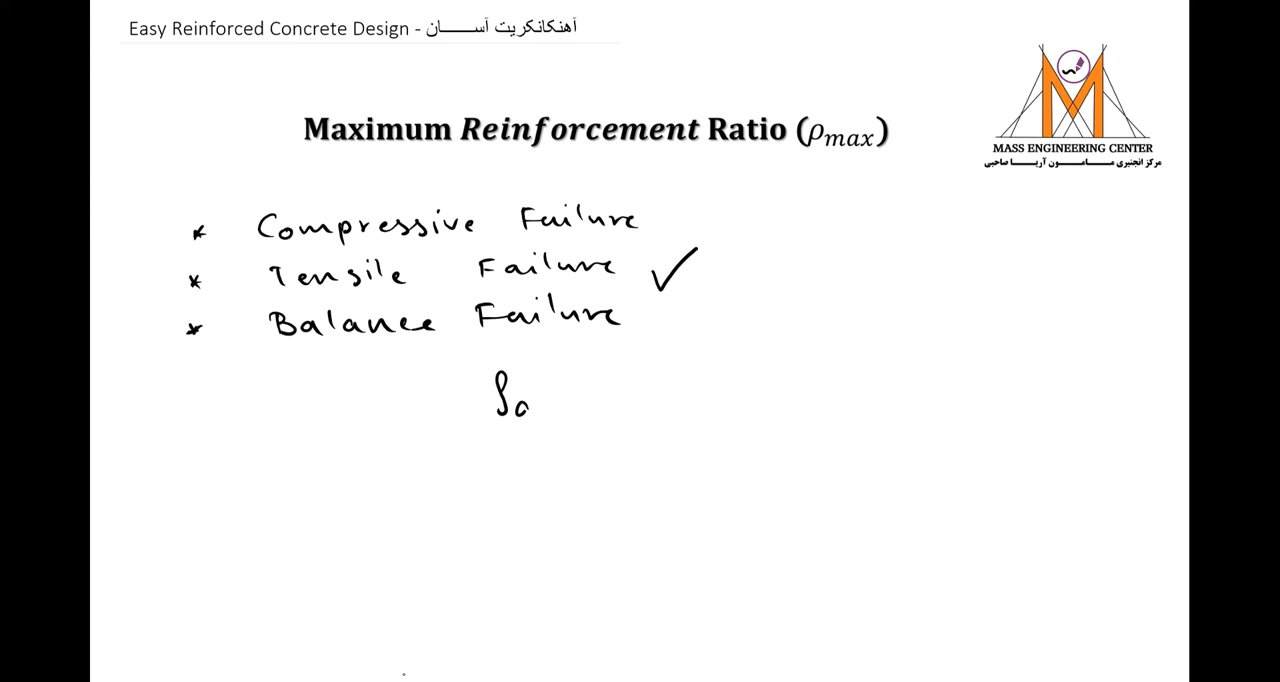 Easy Reinforced Concrete Design - آهنکانکریت آســـــان
Maximum Reinforcement Ratio (ρmax)
MASS ENGINEERING CENTER
مرکز انجنیری مـــامـــون آریـــا صاحبی
* Compressive Failure
* Tensile Failure ✓
* Balance Failure
ρ